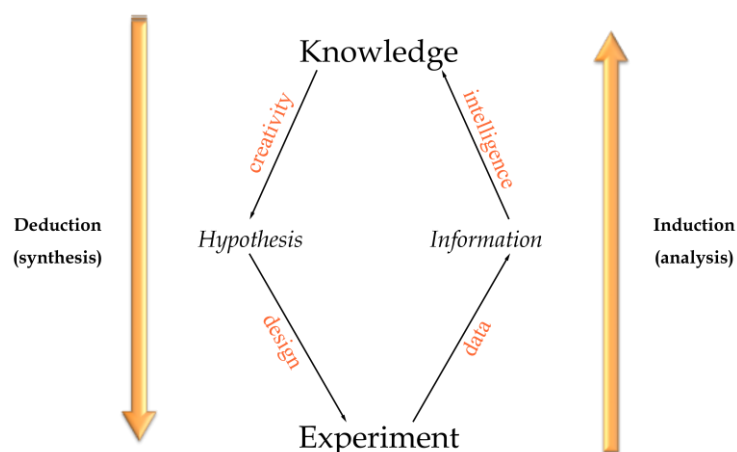 Knowledge
creativity
intelligence
Deduction
(synthesis)
Hypothesis
Information
Induction
(analysis)
design
data
Experiment